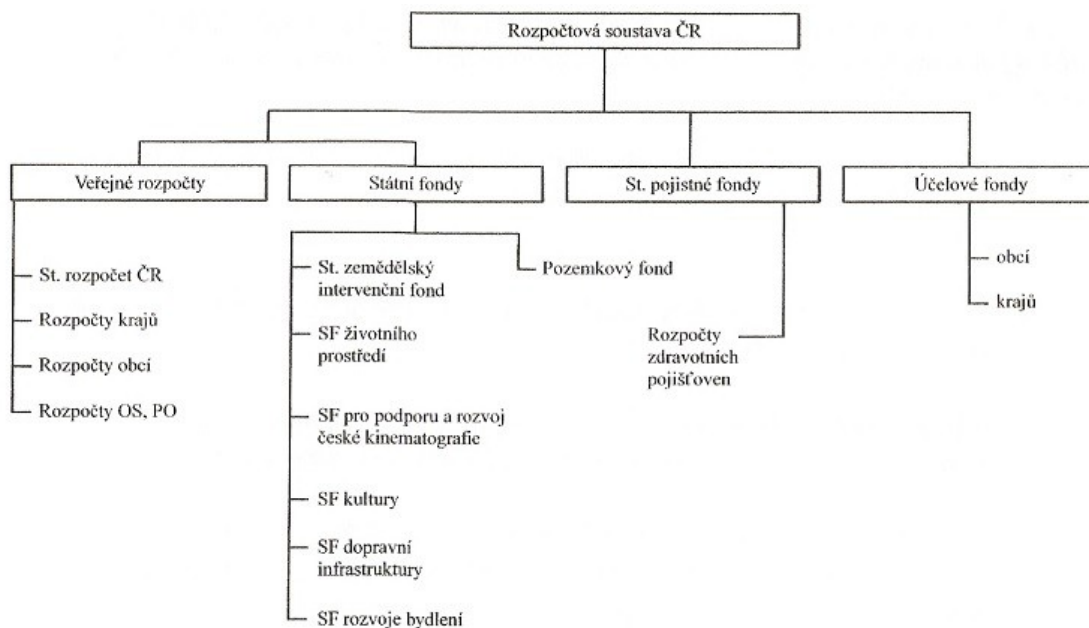 Rozpočtová soustava ČR
Veřejné rozpočty
Státní fondy
St. pojistné fondy
Účelové fondy
St. rozpočet ČR
Rozpočty krajů
Rozpočty obcí
Rozpočty OS, PO
St. zemědělský
intervenční fond
SF životního
prostředí
SF pro podporu a rozvoj
české kinematografie
SF kultury
SF dopravní
infrastruktury
SF rozvoje bydlení
Pozemkový fond
Rozpočty
zdravotních
pojišťoven
obcí
krajů